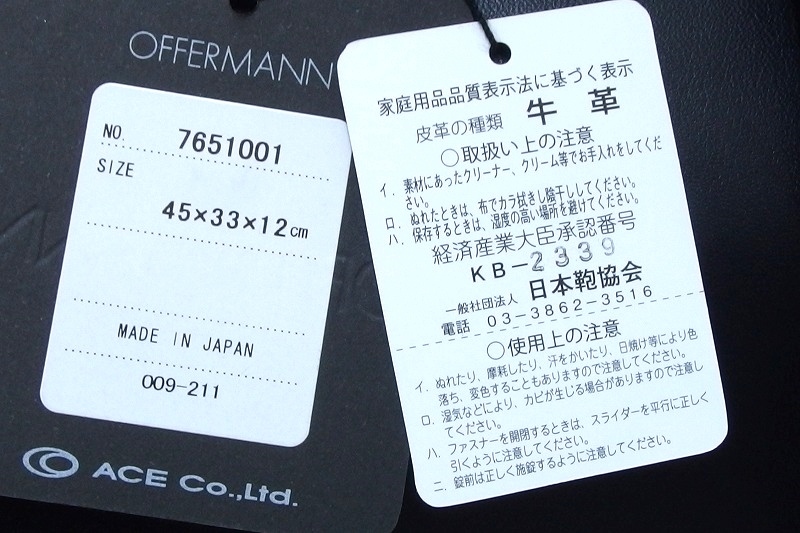 OFFERMANN
NO. 7651001
SIZE
45×33×12cm
MADE IN JAPAN
009-211
ACE Co.,Ltd.
家庭用品品質表示法に基づく表示
皮革の種類 牛革
○取扱い上の注意
イ. 素材にあったクリーナー、クリーム等でお手入れをしてくだ
さい。
ロ. ぬれたときは、布でカラ拭きし陰干ししてください。
ハ. 保存するときは、湿度の高い場所を避けてください。
経済産業大臣承認番号
KB-2339
一般社団法人 日本鞄協会
電話 03-3862-3516
○使用上の注意
イ. ぬれたり、摩耗したり、汗をかいたり、日焼け等により色
落ち、変色することもありますので注意してください。
ロ. 湿気などにより、カビが生じる場合がありますので注意し
てください。
ハ. ファスナーを開閉するときは、スライダーを平行に正しく
引くように注意してください。
ニ. 錠前は正しく施錠するように注意してください。